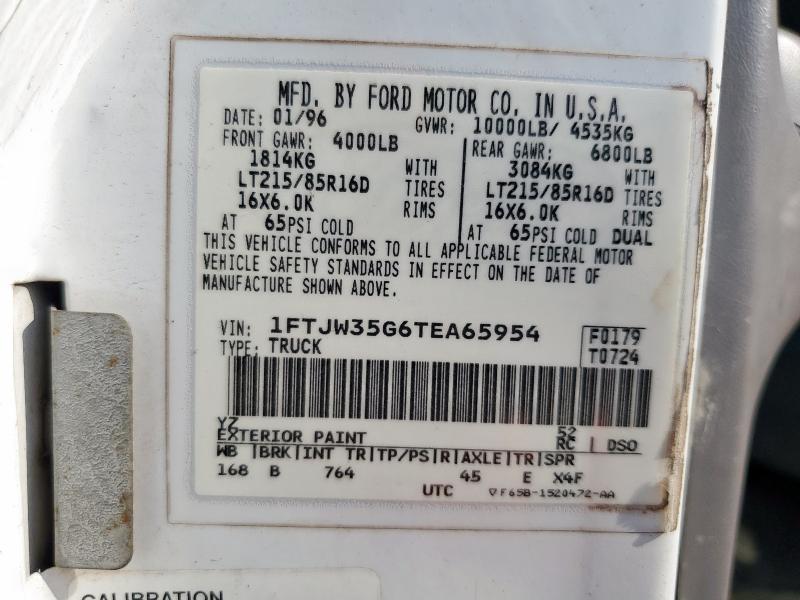 MFD. BY FORD MOTOR CO. IN U.S.A.
DATE: 01/96 GVWR: 10000LB/ 4535KG
FRONT GAWR: 4000LB REAR GAWR: 6800LB
1814KG WITH 3084KG WITH
LT215/85R16D TIRES LT215/85R16D TIRES
16X6.0K RIMS 16X6.0K RIMS
AT 65PSI COLD AT 65PSI COLD DUAL
THIS VEHICLE CONFORMS TO ALL APPLICABLE FEDERAL MOTOR
VEHICLE SAFETY STANDARDS IN EFFECT ON THE DATE OF
MANUFACTURE SHOWN ABOVE.
VIN: 1FTJW35G6TEA65954 F0179
TYPE: TRUCK T0724
YZ 52
EXTERIOR PAINT RC | DSO
WB |BRK|INT TR|TP/PS|R|AXLE|TR|SPR
168 B 764 45 E X4F
UTC ▽F65B-1520472-AA
CALIBRATION